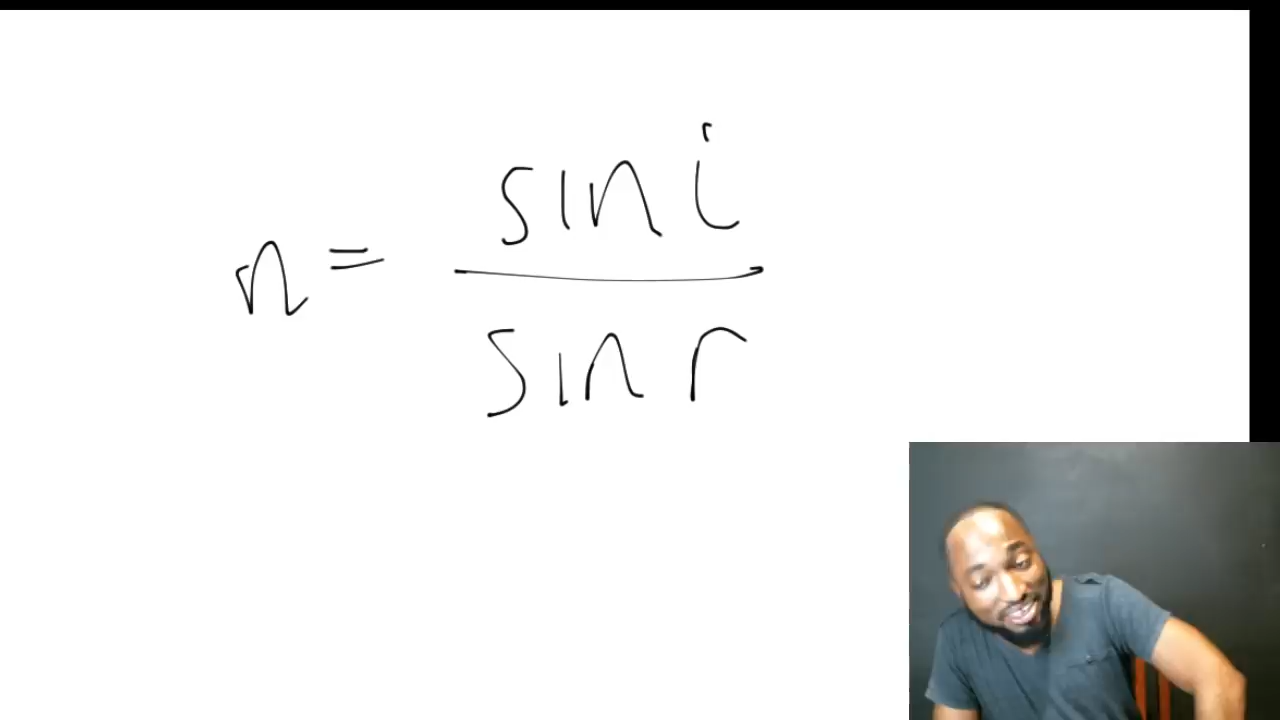 n = sin i
sin r